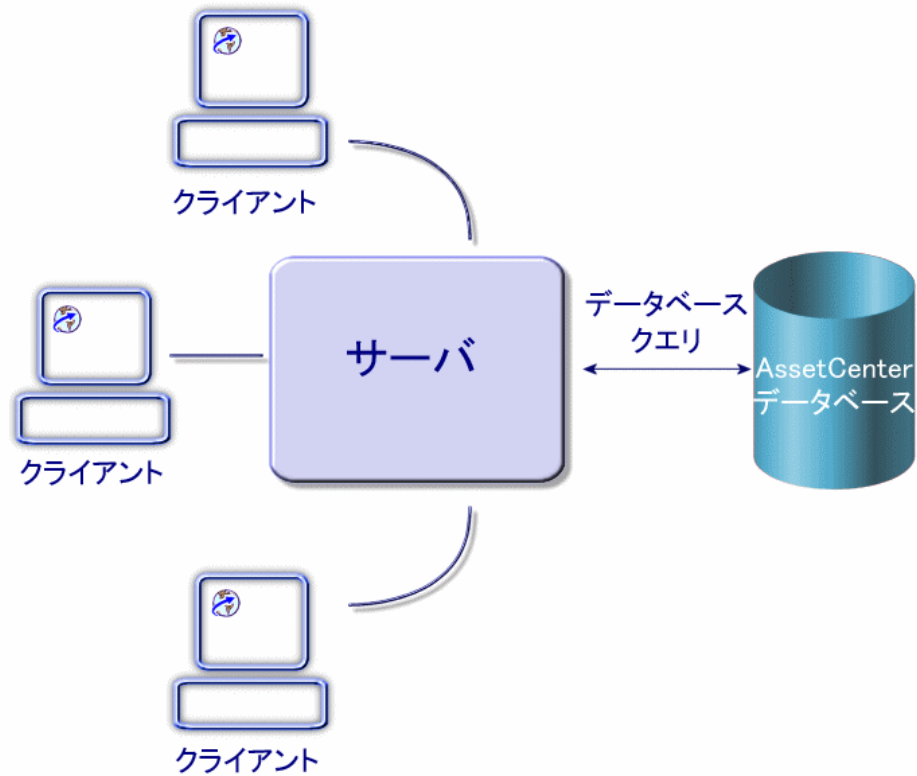 クライアント
サーバ
データベース
クエリ
AssetCenter
データベース
クライアント
クライアント